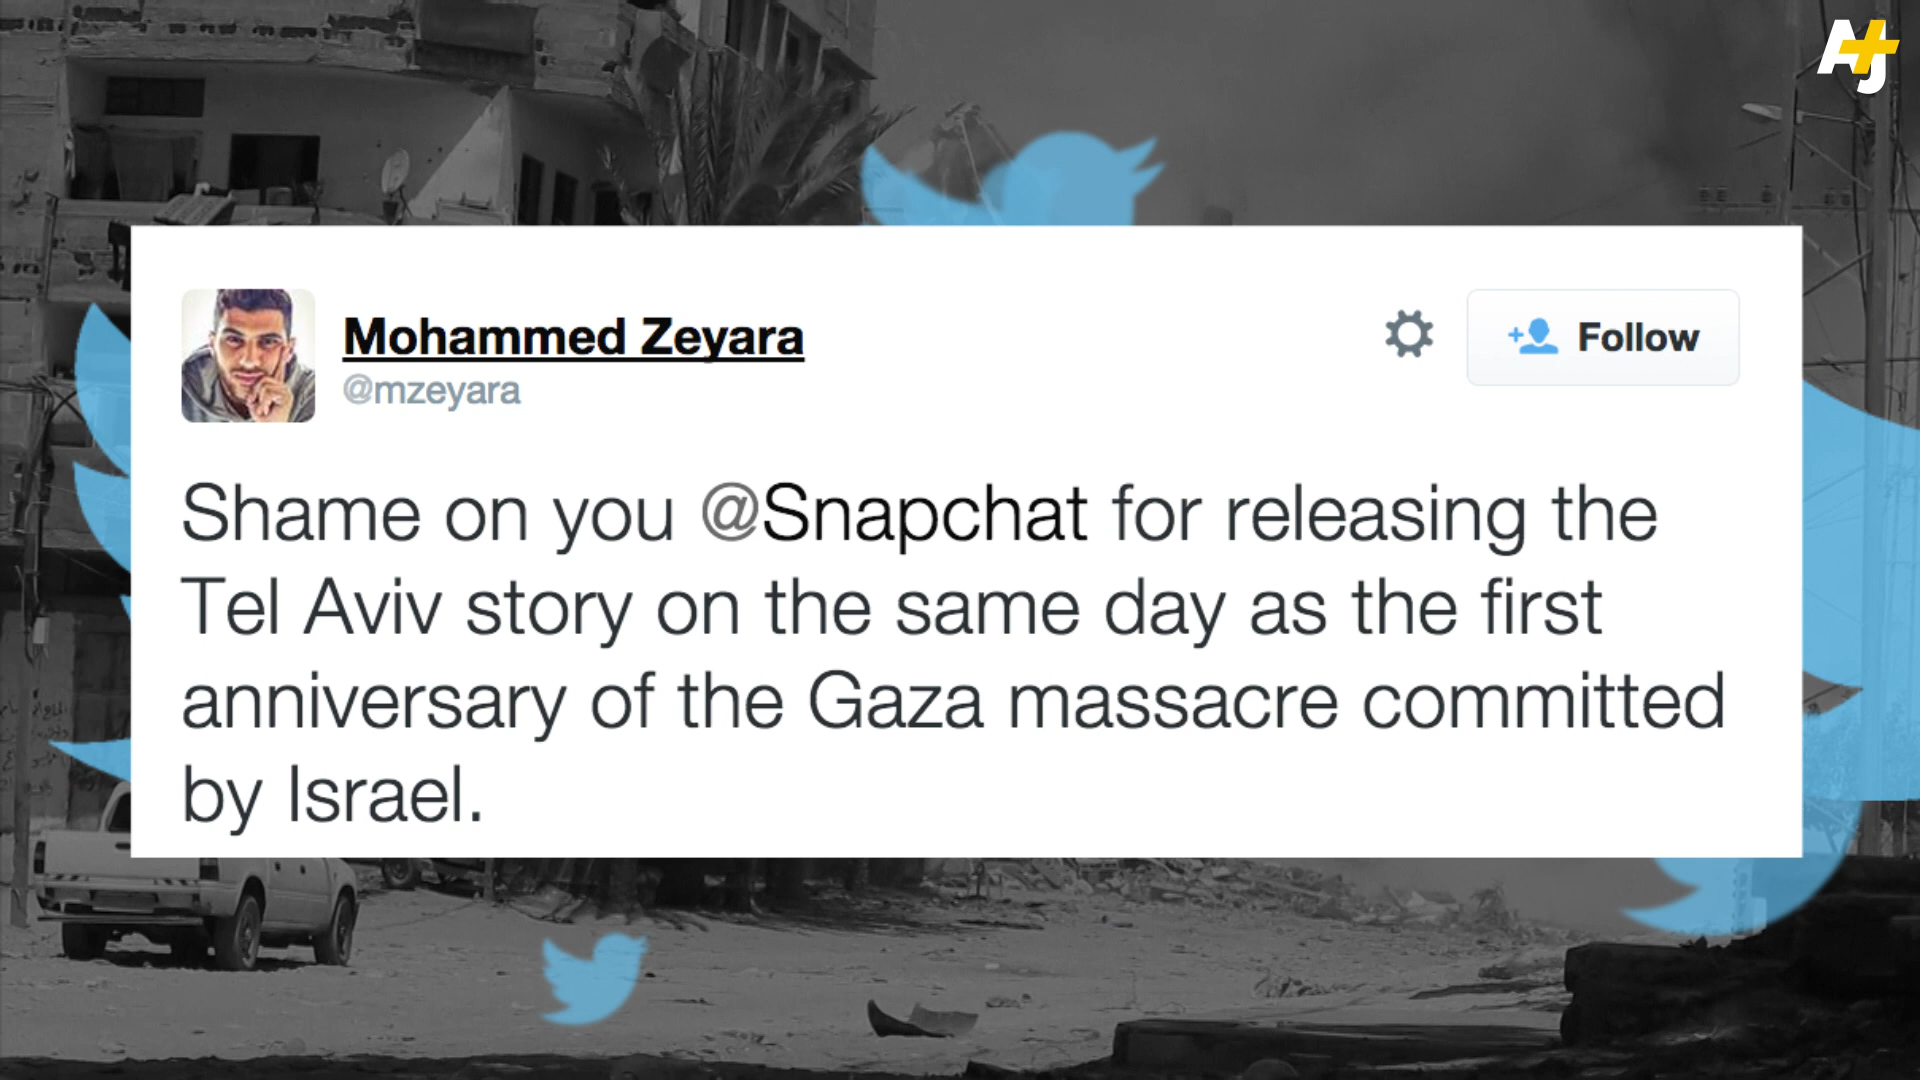 AJ+
Mohammed Zeyara
@mzeyara
Follow
Shame on you @Snapchat for releasing the
Tel Aviv story on the same day as the first
anniversary of the Gaza massacre committed
by Israel.